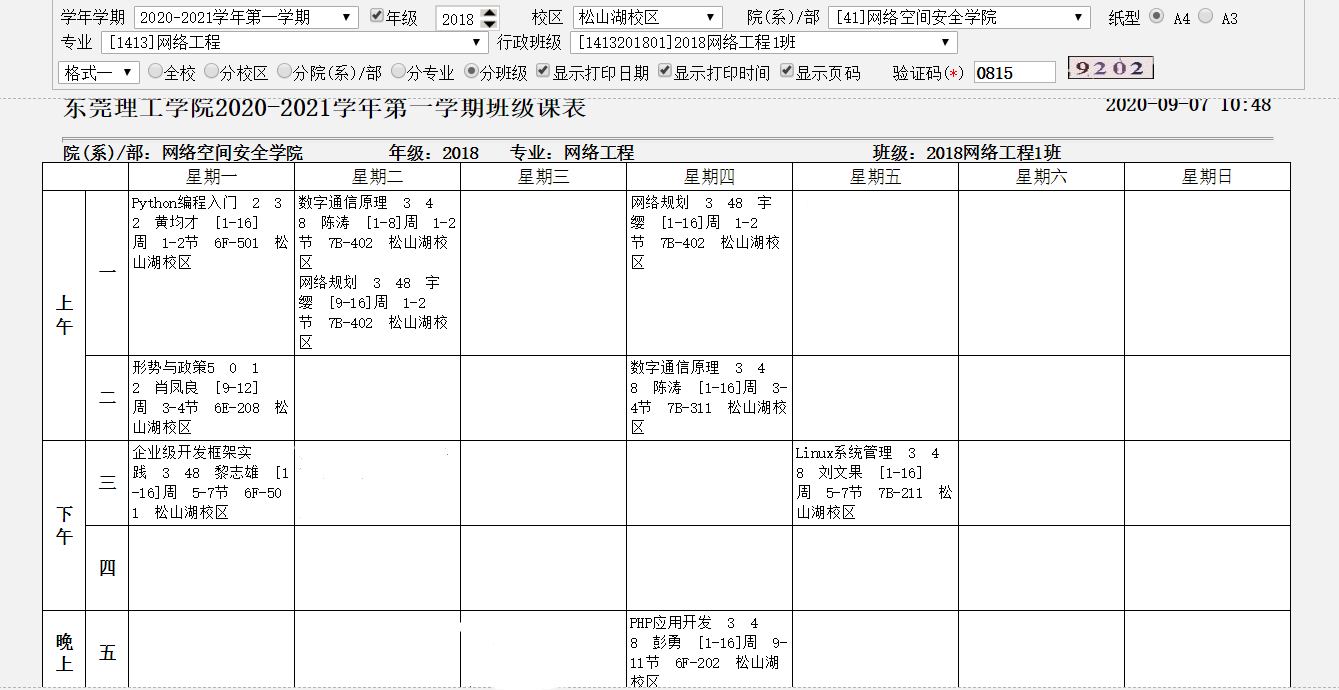 学年学期 2020-2021学年第一学期 年级 2018 校区 松山湖校区 院(系)/部 [41]网络空间安全学院 纸型 A4 A3
专业 [1413]网络工程 行政班级 [1413201801]2018网络工程1班
格式一 全校 分校区 分院(系)/部 分专业 分班级 显示打印日期 显示打印时间 显示页码 验证码(*) 0815 9202
东莞理工学院2020-2021学年第一学期班级课表 2020-09-07 10:48
院(系)/部：网络空间安全学院 年级：2018 专业：网络工程 班级：2018网络工程1班
星期一 星期二 星期三 星期四 星期五 星期六 星期日
上午
一
Python编程入门 2 3
2 黄均才 [1-16]
周 1-2节 6F-501 松
山湖校区
数字通信原理 3 4
8 陈涛 [1-8]周 1-2
节 7B-402 松山湖校
区
网络规划 3 48 宇
缨 [9-16]周 1-2
节 7B-402 松山湖校
区
网络规划 3 48 宇
缨 [1-16]周 1-2
节 7B-402 松山湖校
区
二
形势与政策5 0 1
2 肖凤良 [9-12]
周 3-4节 6E-208 松
山湖校区
数字通信原理 3 4
8 陈涛 [1-16]周 3-
4节 7B-311 松山湖校
区
下午
三
企业级开发框架实
践 3 48 黎志雄 [1
-16]周 5-7节 6F-50
1 松山湖校区
Linux系统管理 3 4
8 刘文果 [1-16]
周 5-7节 7B-211 松
山湖校区
四
晚上
五
PHP应用开发 3 4
8 彭勇 [1-16]周 9-
11节 6F-202 松山湖
校区